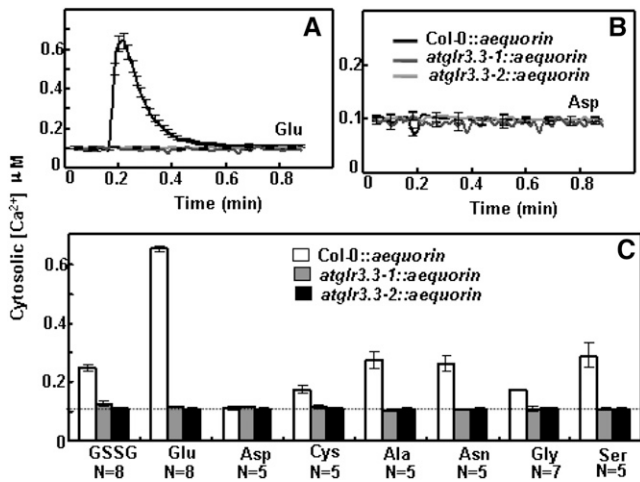 A
0.6
0.4
0.2
0
Glu
0 0.2 0.4 0.6 0.8
Time (min)
B
Col-0::aequorin
atglr3.3-1::aequorin
atglr3.3-2::aequorin
0.2
0.1
0
Asp
0 0.2 0.4 0.6 0.8
Time (min)
Cytosolic [Ca²⁺] μM
C
Col-0::aequorin
atglr3.3-1::aequorin
atglr3.3-2::aequorin
0.6
0.4
0.2
0
GSSG Glu Asp Cys Ala Asn Gly Ser
N=8 N=8 N=5 N=5 N=5 N=5 N=7 N=5